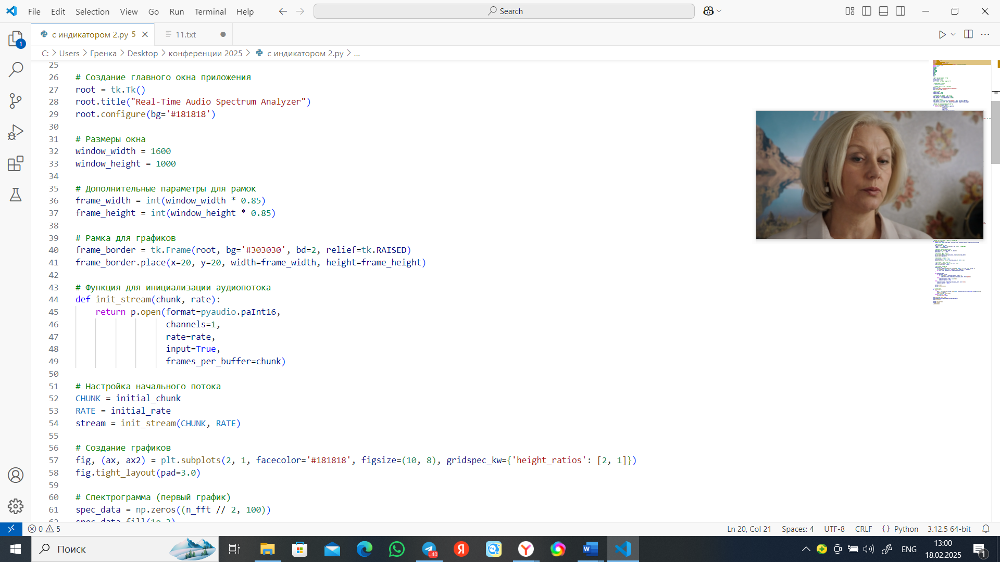 File Edit Selection View Go Run Terminal Help
Search
с индикатором 2.py 5
11.txt
C: > Users > Гренка > Desktop > конференции 2025 > с индикатором 2.py > ...
1
25
26 # Создание главного окна приложения
27 root = tk.Tk()
28 root.title("Real-Time Audio Spectrum Analyzer")
29 root.configure(bg='#181818')
30
31 # Размеры окна
32 window_width = 1600
33 window_height = 1000
34
35 # Дополнительные параметры для рамок
36 frame_width = int(window_width * 0.85)
37 frame_height = int(window_height * 0.85)
38
39 # Рамка для графиков
40 frame_border = tk.Frame(root, bg='#303030', bd=2, relief=tk.RAISED)
41 frame_border.place(x=20, y=20, width=frame_width, height=frame_height)
42
43 # Функция для инициализации аудиопотока
44 def init_stream(chunk, rate):
45 return p.open(format=pyaudio.paInt16,
46 channels=1,
47 rate=rate,
48 input=True,
49 frames_per_buffer=chunk)
50
51 # Настройка начального потока
52 CHUNK = initial_chunk
53 RATE = initial_rate
54 stream = init_stream(CHUNK, RATE)
55
56 # Создание графиков
57 fig, (ax, ax2) = plt.subplots(2, 1, facecolor='#181818', figsize=(10, 8), gridspec_kw={'height_ratios': [2, 1]})
58 fig.tight_layout(pad=3.0)
59
60 # Спектрограмма (первый график)
61 spec_data = np.zeros((n_fft // 2, 100))
62 spec_data.fill(1e-3)
0 5
Ln 20, Col 21 Spaces: 4 UTF-8 CRLF {} Python 3.12.5 64-bit
Поиск
..40
ENG
13:00
18.02.2025
1